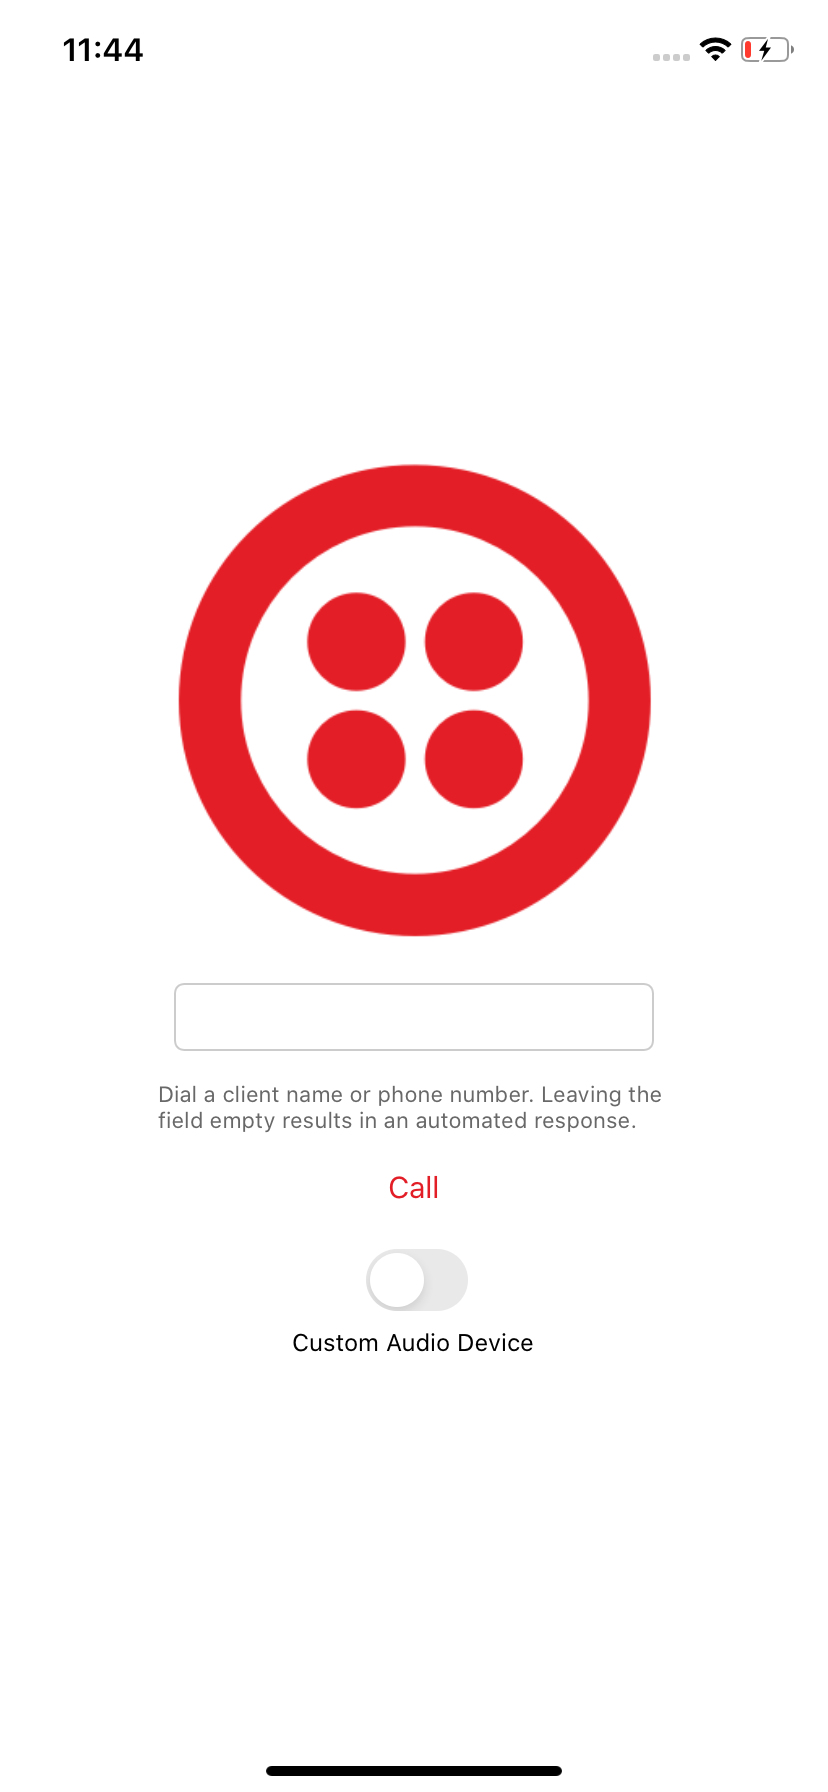 11:44
Dial a client name or phone number. Leaving the
field empty results in an automated response.
Call
Custom Audio Device